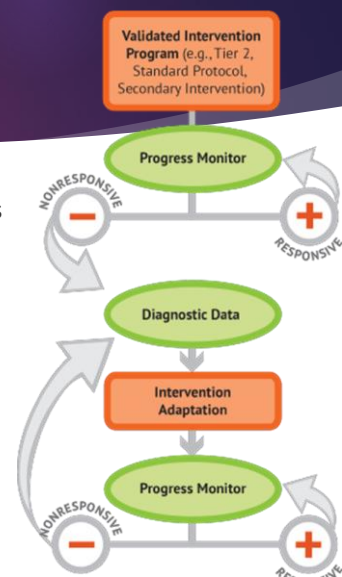 Validated Intervention
Program (e.g., Tier 2,
Standard Protocol,
Secondary Intervention)
Progress Monitor
NONRESPONSIVE
RESPONSIVE
s
Diagnostic Data
Intervention
Adaptation
Progress Monitor
NONRESPONSIVE